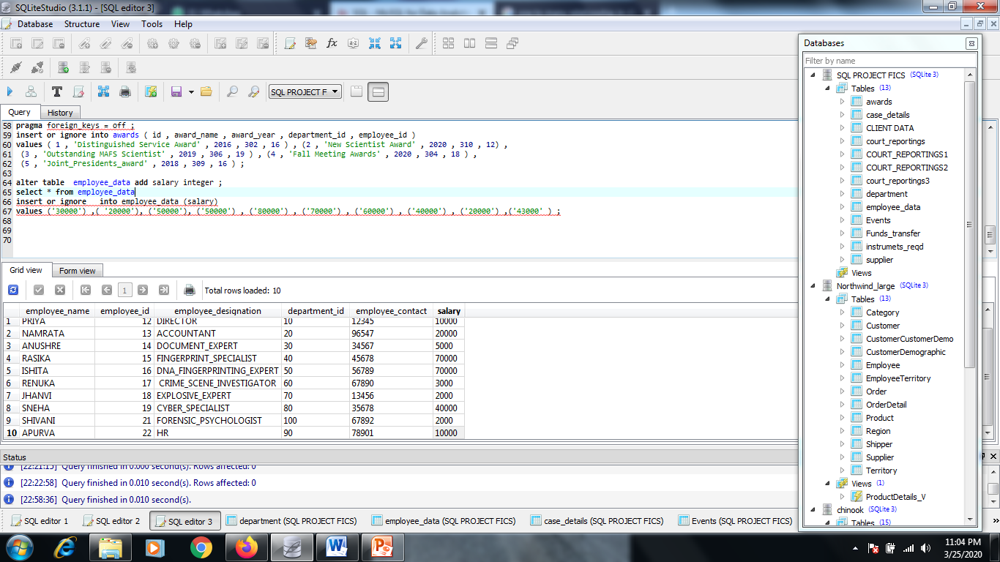 SQLiteStudio (3.1.1) - [SQL editor 3]
Database Structure View Tools Help
SQL PROJECT F
Query History
58 pragma foreign_keys = off ;
59 insert or ignore into awards ( id , award_name , award_year , department_id , employee_id )
60 values ( 1 , 'Distinguished Service Award' , 2016 , 302 , 16 ) , (2 , 'New Scientist Award' , 2020 , 310 , 12) ,
61 (3 , 'Outstanding MAFS Scientist' , 2019 , 306 , 19 ) , (4 , 'Fall Meeting Awards' , 2020 , 304 , 18 ) ,
62 (5 , 'Joint_Presidents_award' , 2018 , 309 , 16 ) ;
63
64 alter table employee_data add salary integer ;
65 select * from employee_data
66 insert or ignore into employee_data (salary)
67 values ('30000') ,( '20000'), ('50000'), ('50000') , ('80000') , ('70000') , ('60000') , ('40000') , ('20000') ,('43000' ) ;
68
69
70
Grid view Form view
1 Total rows loaded: 10
employee_name employee_id employee_designation department_id employee_contact salary
1 PRIYA 12 DIRECTOR 10 12345 10000
2 NAMRATA 13 ACCOUNTANT 20 96547 20000
3 ANUSHRE 14 DOCUMENT_EXPERT 30 34567 5000
4 RASIKA 15 FINGERPRINT_SPECIALIST 40 45678 70000
5 ISHITA 16 DNA_FINGERPRINTING_EXPERT 50 56789 70000
6 RENUKA 17 CRIME_SCENE_INVESTIGATOR 60 67890 3000
7 JHANVI 18 EXPLOSIVE_EXPERT 70 13456 2000
8 SNEHA 19 CYBER_SPECIALIST 80 35678 40000
9 SHIVANI 21 FORENSIC_PSYCHOLOGIST 100 67892 2000
10 APURVA 22 HR 90 78901 10000
Status
[22:21:15] Query finished in 0.000 second(s). Rows affected: 0
[22:22:58] Query finished in 0.010 second(s). Rows affected: 0
[22:58:36] Query finished in 0.010 second(s).
SQL editor 1 SQL editor 2 SQL editor 3 department (SQL PROJECT FICS) employee_data (SQL PROJECT FICS) case_details (SQL PROJECT FICS) Events (SQL PROJECT FICS)
Databases
Filter by name
SQL PROJECT FICS (SQLite 3)
Tables (13)
awards
case_details
CLIENT DATA
court_reportings
COURT_REPORTINGS1
COURT_REPORTINGS2
court_reportings3
department
employee_data
Events
Funds_transfer
instrumets_reqd
supplier
Views
Northwind_large (SQLite 3)
Tables (13)
Category
Customer
CustomerCustomerDemo
CustomerDemographic
Employee
EmployeeTerritory
Order
OrderDetail
Product
Region
Shipper
Supplier
Territory
Views (1)
ProductDetails_V
chinook (SQLite 3)
Tables (15)
11:04 PM
3/25/2020